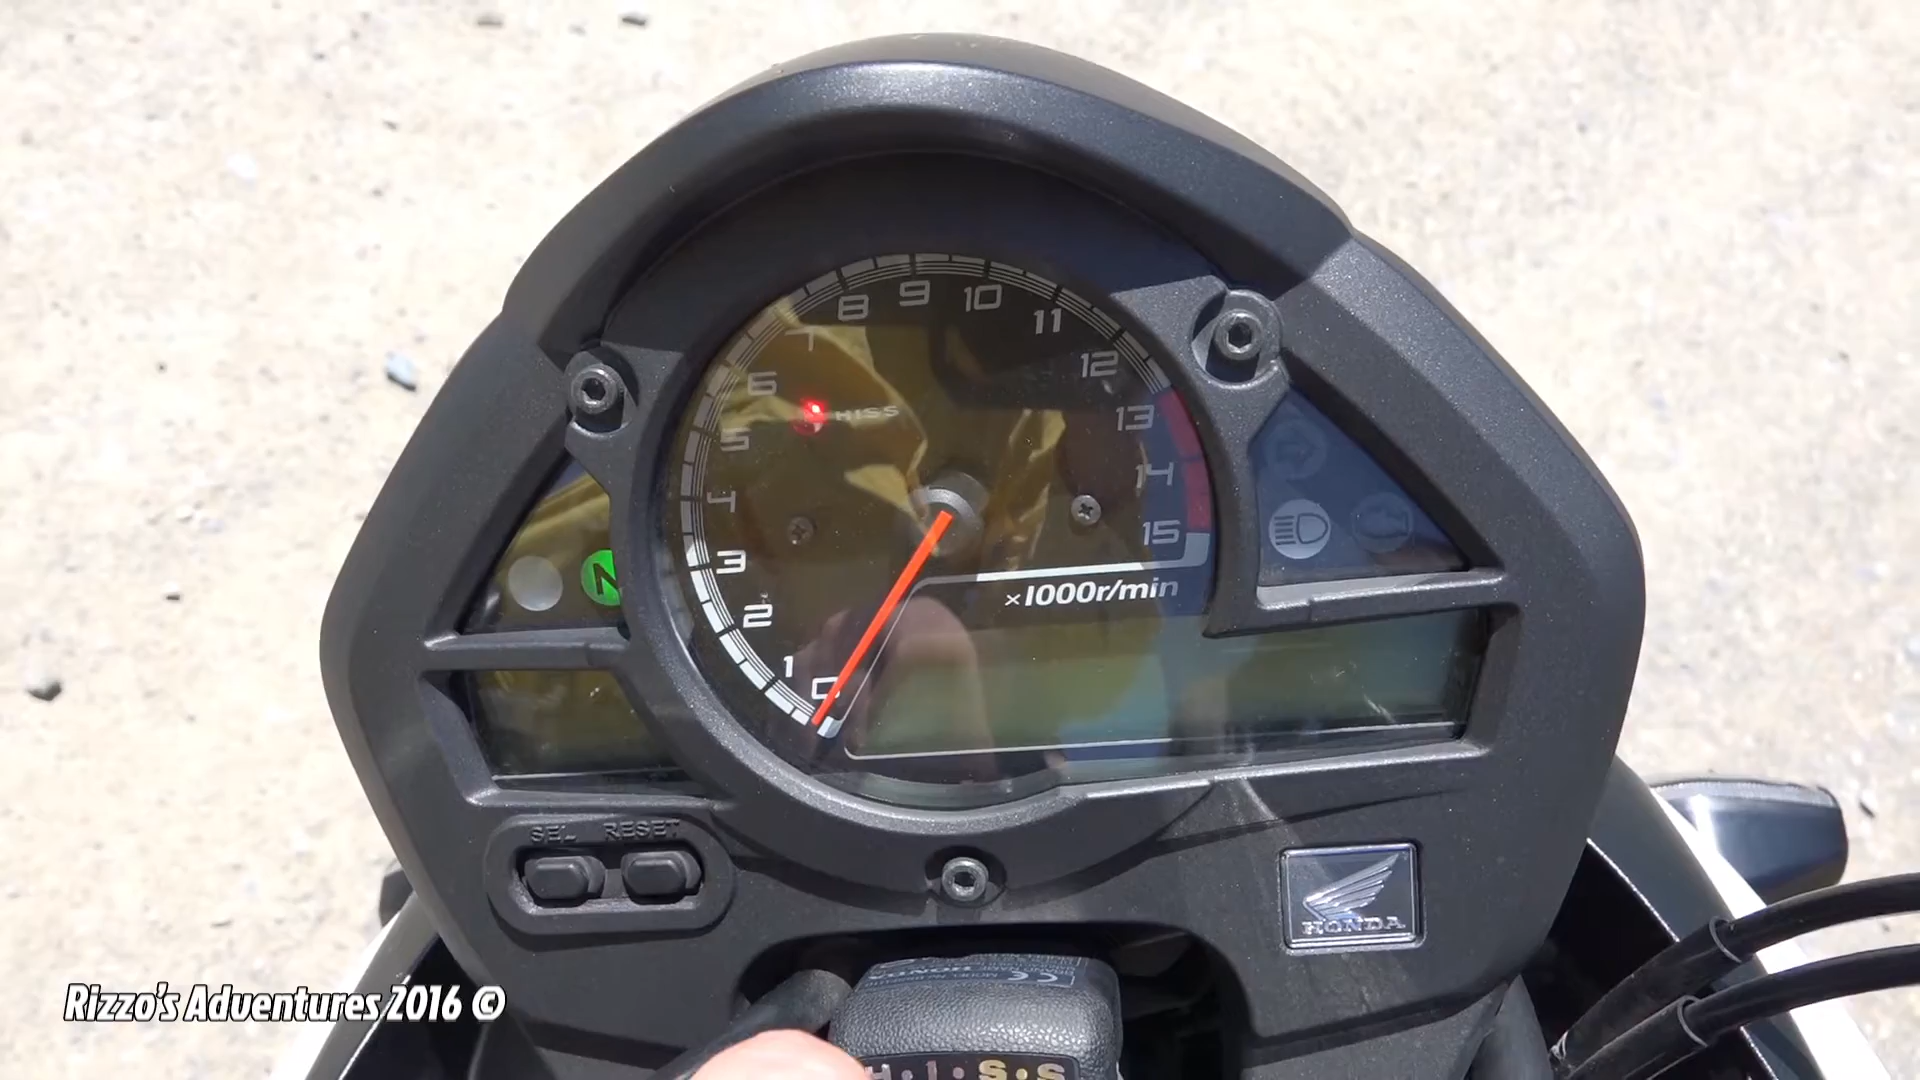 8 9 10
7 11
6 12
HISS
5 13
4 14
3 15
×1000r/min
2
1
0
N
SEL RESET
HONDA
HONDA
Rizzo's Adventures 2016 ©
H·I·S·S